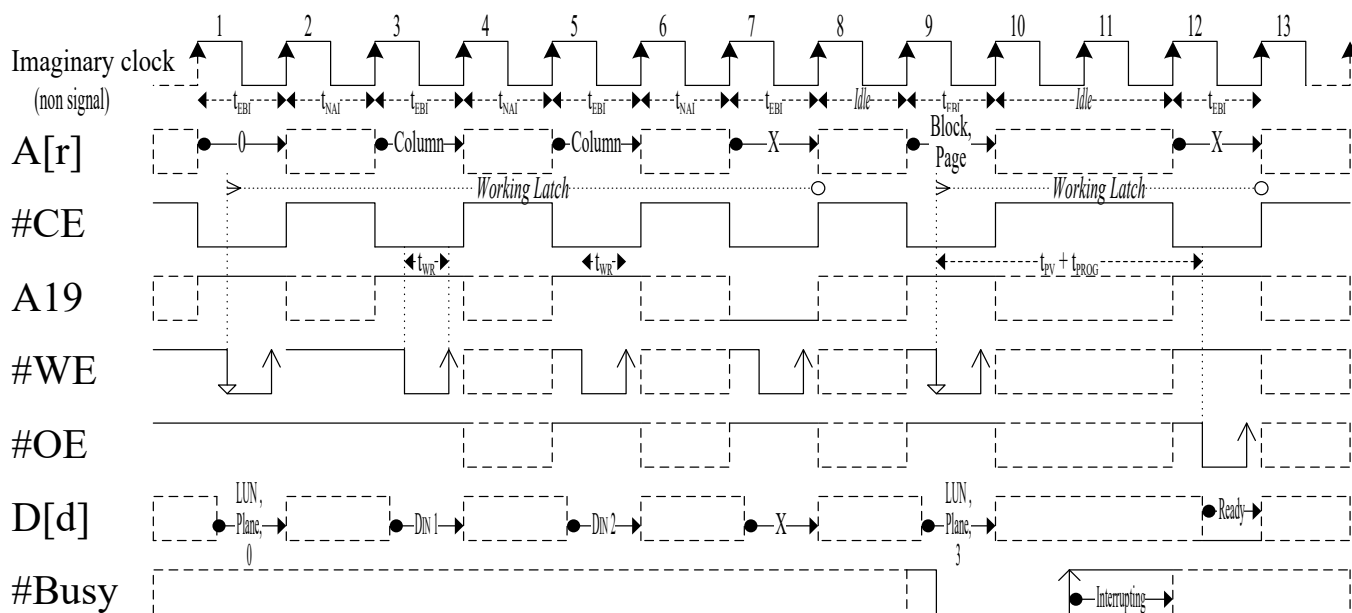 1 2 3 4 5 6 7 8 9 10 11 12 13
Imaginary clock
(non signal)
tEBI tNAI tEBI tNAI tEBI tNAI tEBI Idle tEBI Idle tEBI
A[r] 0 Column Column X Block, Page X
Working Latch Working Latch
#CE
tWR tWR tPV + tPROG
A19
#WE
#OE
D[d] LUN, Plane, 0 DIN 1 DIN 2 X LUN, Plane, 3 Ready
#Busy Interrupting